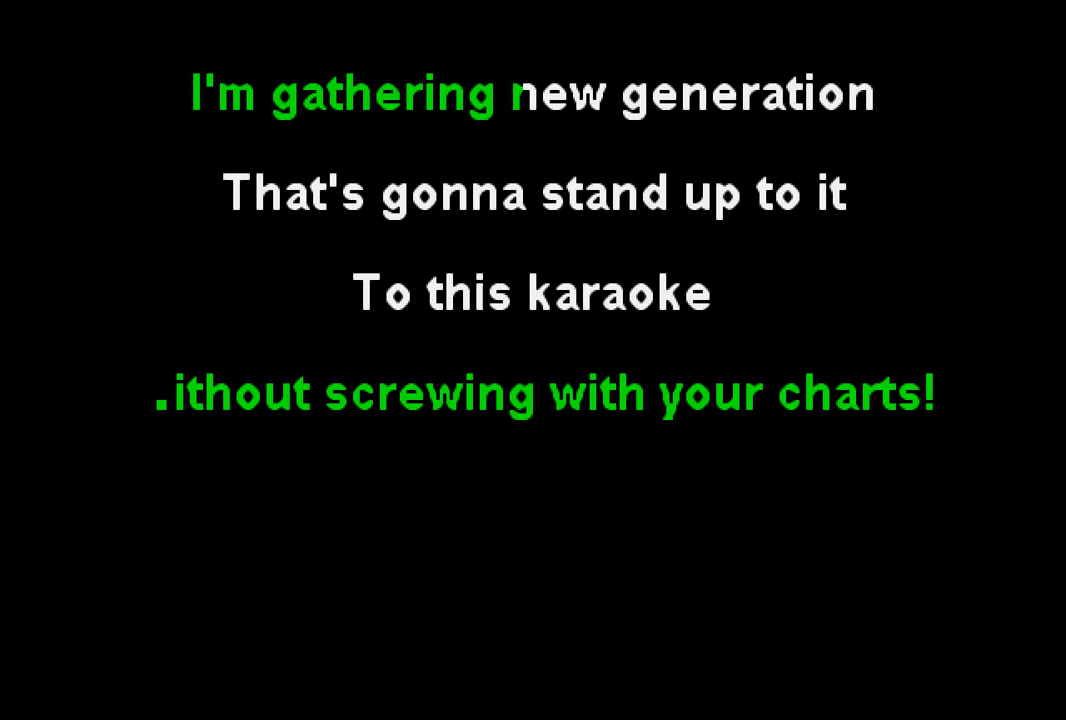 I'm gathering new generation
That's gonna stand up to it
To this karaoke
.ithout screwing with your charts!